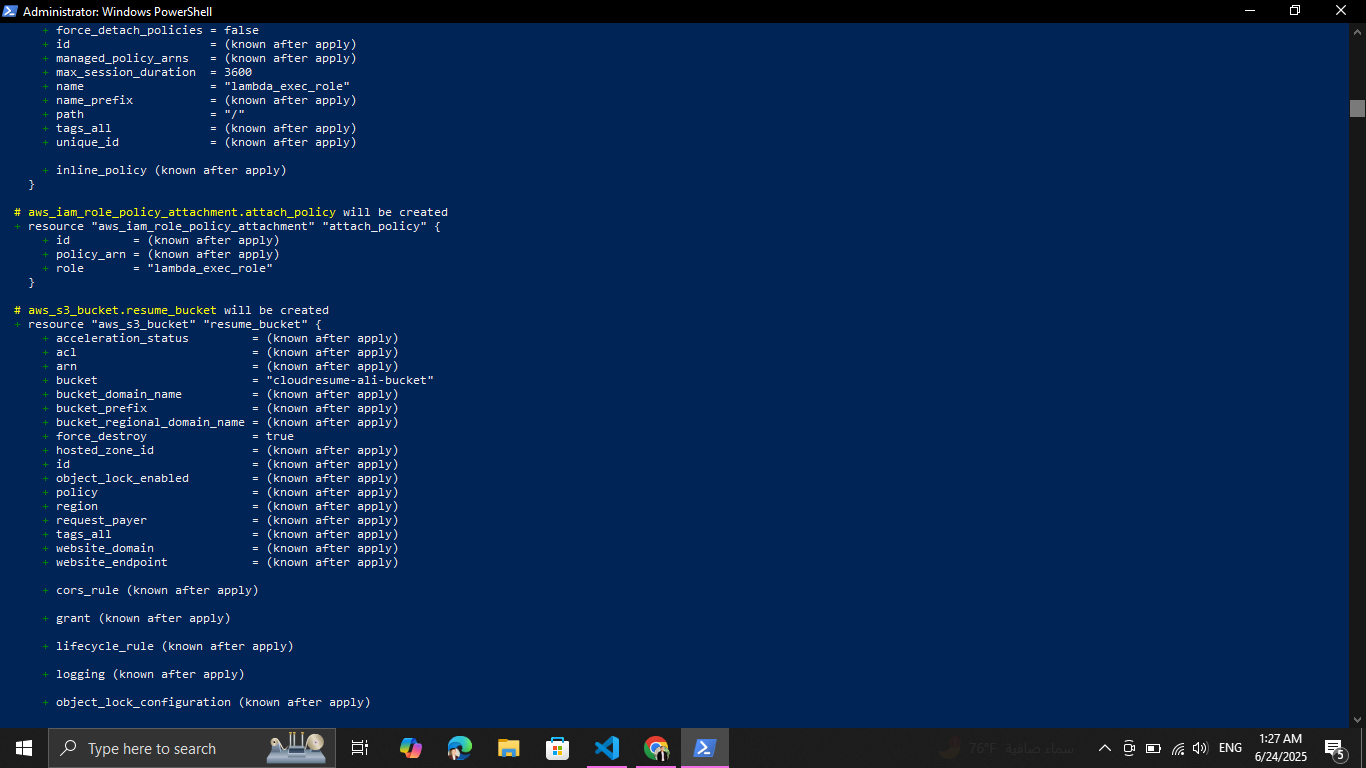 Administrator: Windows PowerShell
+ force_detach_policies = false
+ id                    = (known after apply)
+ managed_policy_arns   = (known after apply)
+ max_session_duration  = 3600
+ name                  = "lambda_exec_role"
+ name_prefix           = (known after apply)
+ path                  = "/"
+ tags_all              = (known after apply)
+ unique_id             = (known after apply)
+ inline_policy (known after apply)
}
# aws_iam_role_policy_attachment.attach_policy will be created
+ resource "aws_iam_role_policy_attachment" "attach_policy" {
+ id         = (known after apply)
+ policy_arn = (known after apply)
+ role       = "lambda_exec_role"
}
# aws_s3_bucket.resume_bucket will be created
+ resource "aws_s3_bucket" "resume_bucket" {
+ acceleration_status         = (known after apply)
+ acl                         = (known after apply)
+ arn                         = (known after apply)
+ bucket                      = "cloudresume-ali-bucket"
+ bucket_domain_name          = (known after apply)
+ bucket_prefix               = (known after apply)
+ bucket_regional_domain_name = (known after apply)
+ force_destroy               = true
+ hosted_zone_id              = (known after apply)
+ id                          = (known after apply)
+ object_lock_enabled         = (known after apply)
+ policy                      = (known after apply)
+ region                      = (known after apply)
+ request_payer               = (known after apply)
+ tags_all                    = (known after apply)
+ website_domain              = (known after apply)
+ website_endpoint            = (known after apply)
+ cors_rule (known after apply)
+ grant (known after apply)
+ lifecycle_rule (known after apply)
+ logging (known after apply)
+ object_lock_configuration (known after apply)
Type here to search
76°F سماء صافية
ENG
1:27 AM
6/24/2025
5